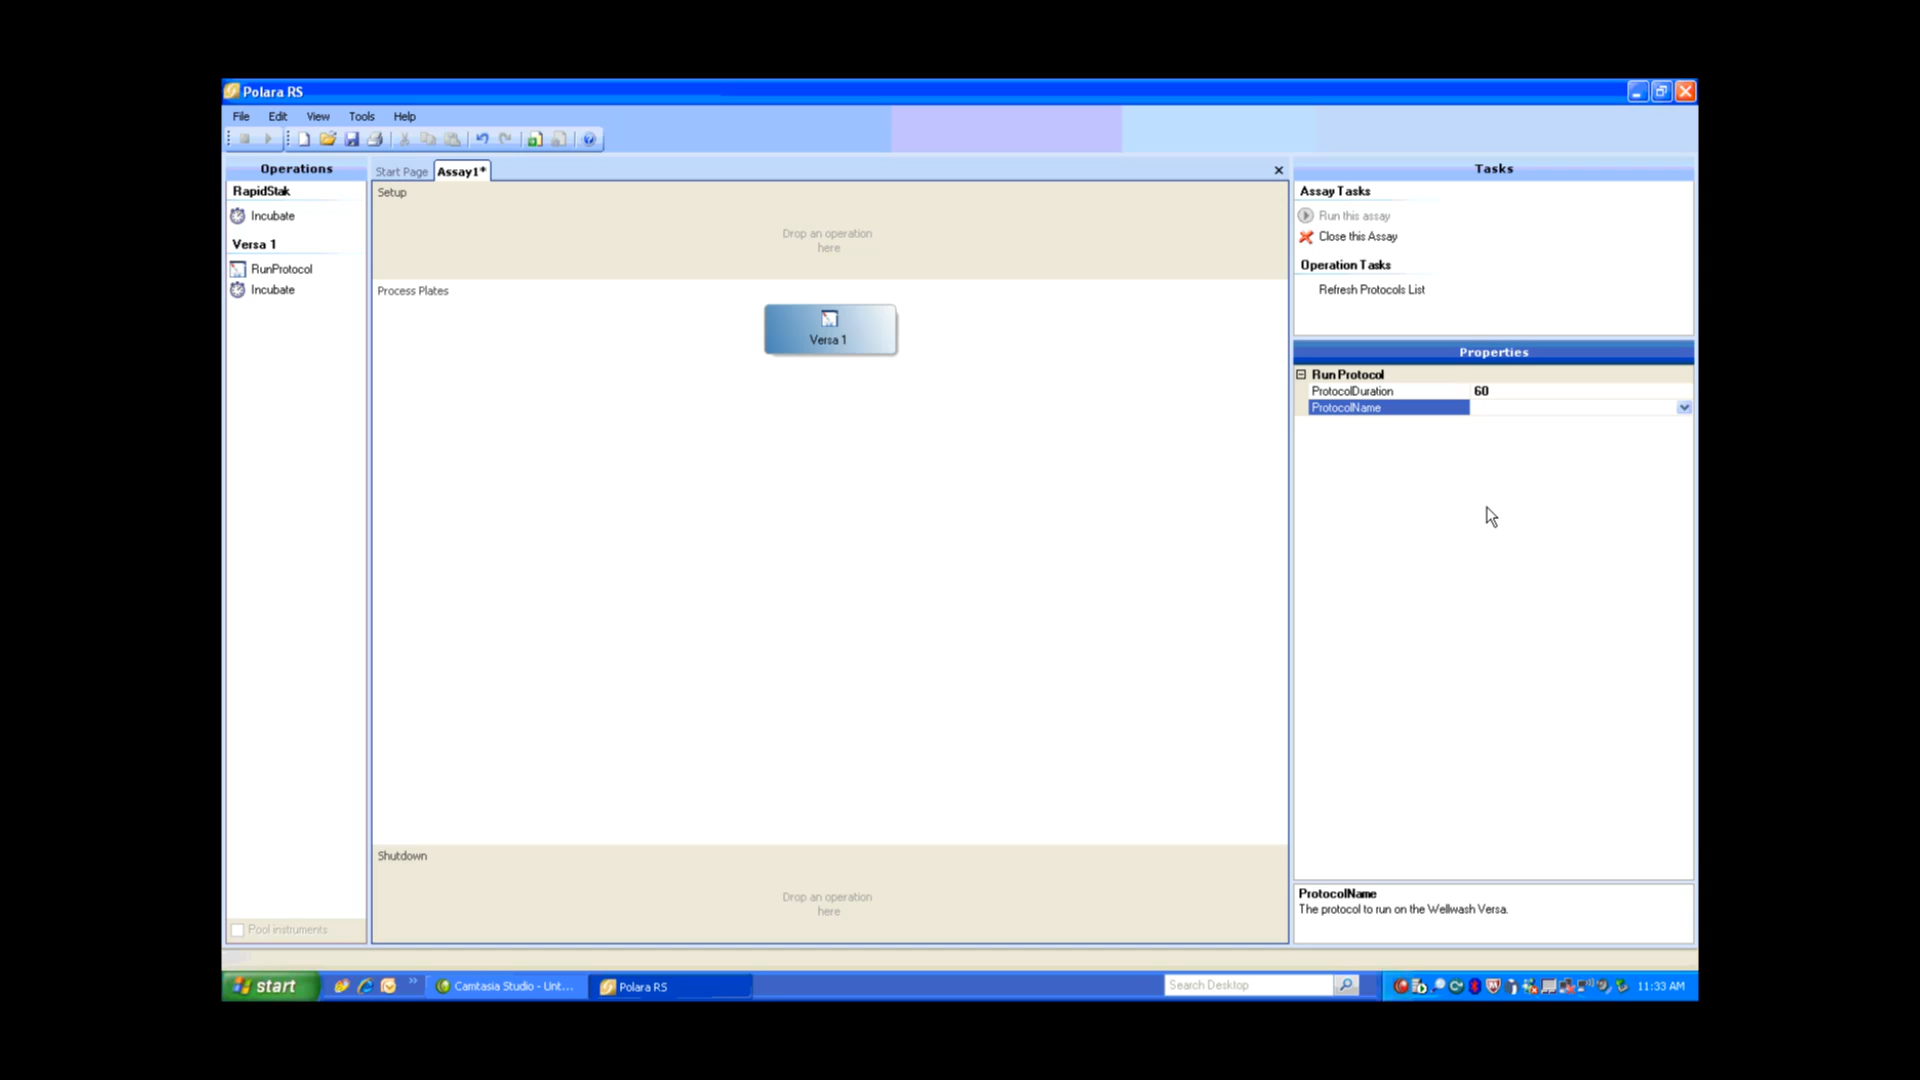 Polara RS
File Edit View Tools Help
Operations
RapidStak
Incubate
Versa 1
RunProtocol
Incubate
Pool instruments
Start Page Assay1*
Setup
Drop an operation
here
Process Plates
Versa 1
Shutdown
Drop an operation
here
Tasks
Assay Tasks
Run this assay
Close this Assay
Operation Tasks
Refresh Protocols List
Properties
Run Protocol
ProtocolDuration 60
ProtocolName
ProtocolName
The protocol to run on the Wellwash Versa.
start Camtasia Studio - Unt... Polara RS Search Desktop 11:33 AM